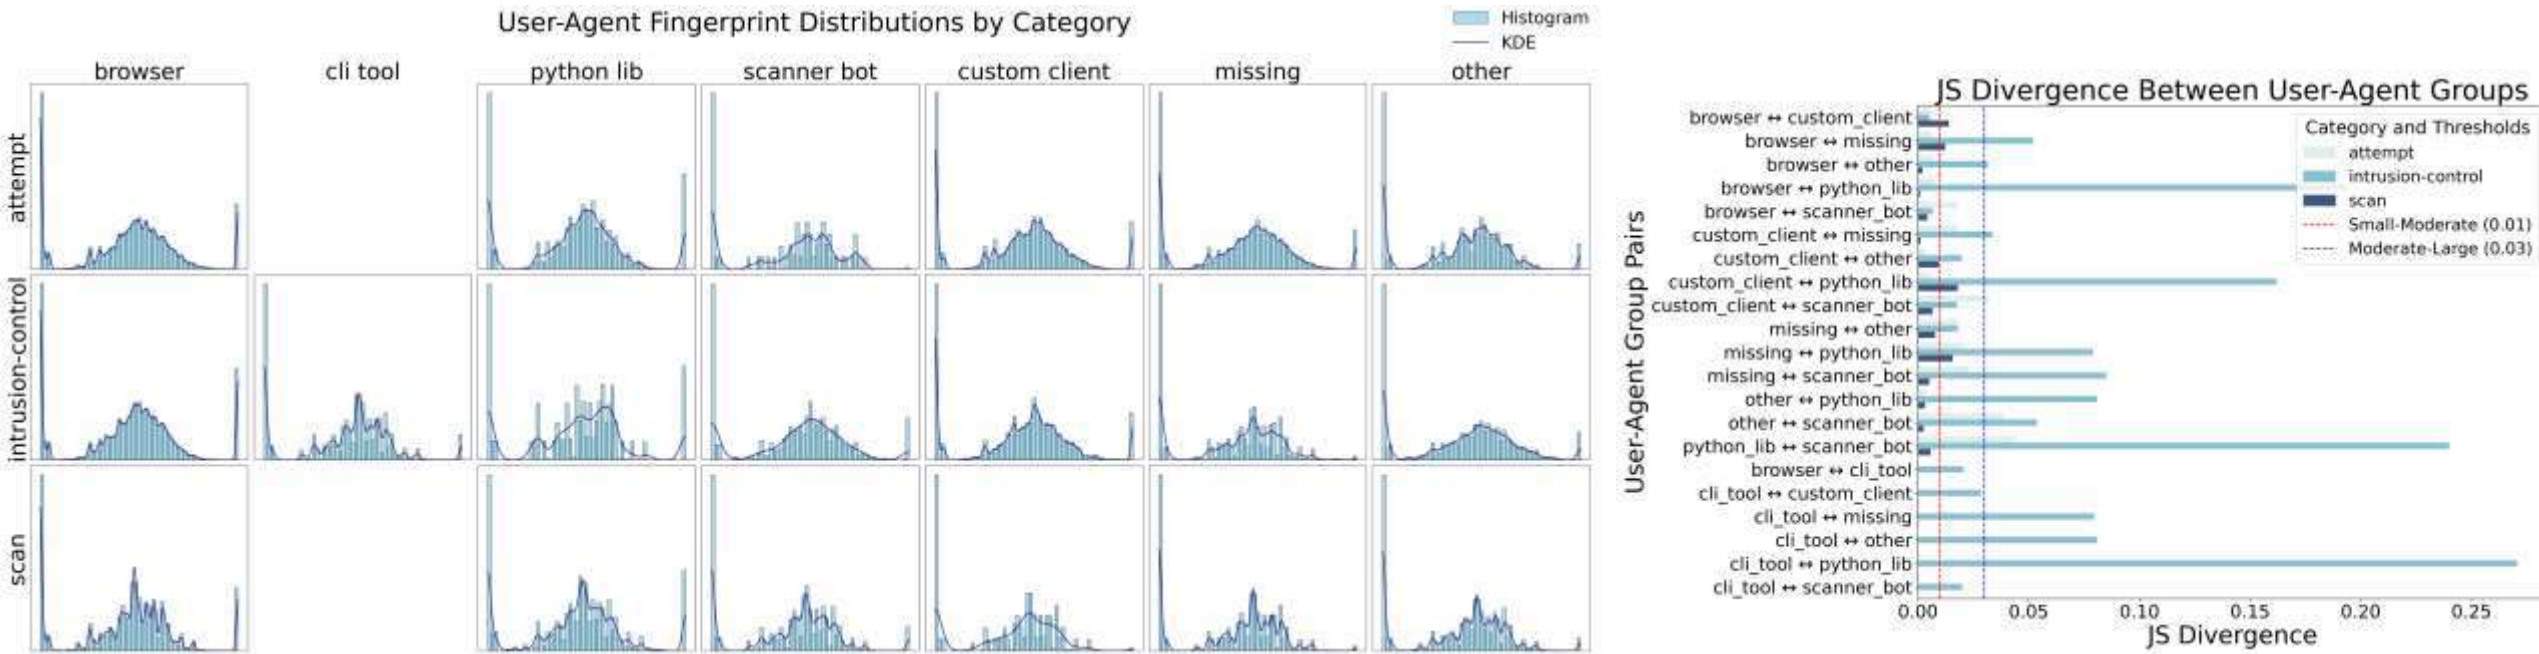 User-Agent Fingerprint Distributions by Category
Histogram
KDE
browser
cli tool
python lib
scanner bot
custom client
missing
other
attempt
intrusion-control
scan
JS Divergence Between User-Agent Groups
User-Agent Group Pairs
browser ↔ custom_client
browser ↔ missing
browser ↔ other
browser ↔ python_lib
browser ↔ scanner_bot
custom_client ↔ missing
custom_client ↔ other
custom_client ↔ python_lib
custom_client ↔ scanner_bot
missing ↔ other
missing ↔ python_lib
missing ↔ scanner_bot
other ↔ python_lib
other ↔ scanner_bot
python_lib ↔ scanner_bot
browser ↔ cli_tool
cli_tool ↔ custom_client
cli_tool ↔ missing
cli_tool ↔ other
cli_tool ↔ python_lib
cli_tool ↔ scanner_bot
Category and Thresholds
attempt
intrusion-control
scan
Small-Moderate (0.01)
Moderate-Large (0.03)
0.00 0.05 0.10 0.15 0.20 0.25
JS Divergence